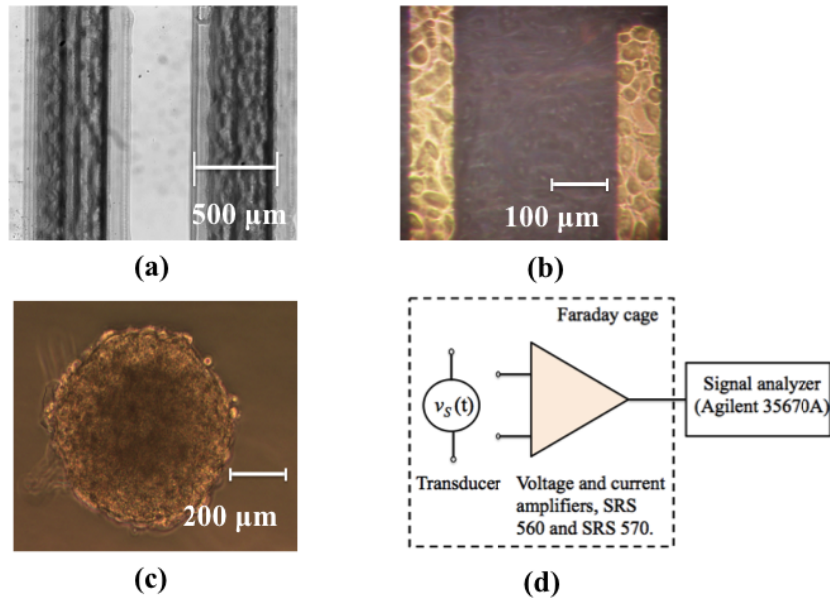 500 µm
100 µm
(a)
(b)
200 µm
(c)
Faraday cage
v_S(t)
Transducer
Voltage and current
amplifiers, SRS
560 and SRS 570.
Signal analyzer
(Agilent 35670A)
(d)